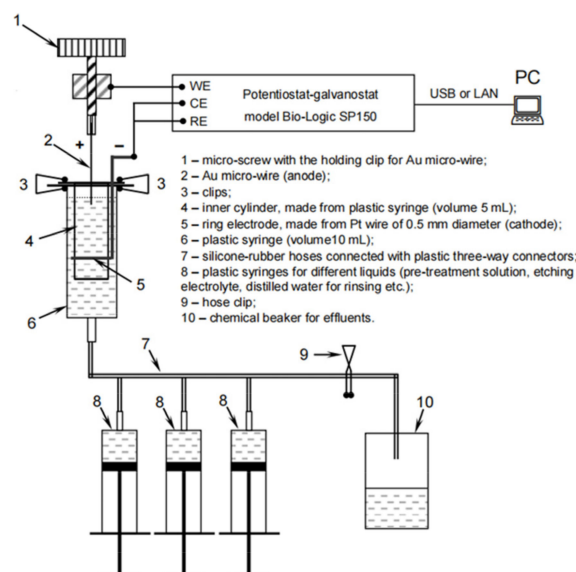 1
WE
CE
RE
Potentiostat-galvanostat
model Bio-Logic SP150
USB or LAN
PC
+
−
2
3
3
4
5
6
1 – micro-screw with the holding clip for Au micro-wire;
2 – Au micro-wire (anode);
3 – clips;
4 – inner cylinder, made from plastic syringe (volume 5 mL);
5 – ring electrode, made from Pt wire of 0.5 mm diameter (cathode);
6 – plastic syringe (volume10 mL);
7 – silicone-rubber hoses connected with plastic three-way connectors;
8 – plastic syringes for different liquids (pre-treatment solution, etching
electrolyte, distilled water for rinsing etc.);
9 – hose clip;
10 – chemical beaker for effluents.
7
9
8
8
8
10